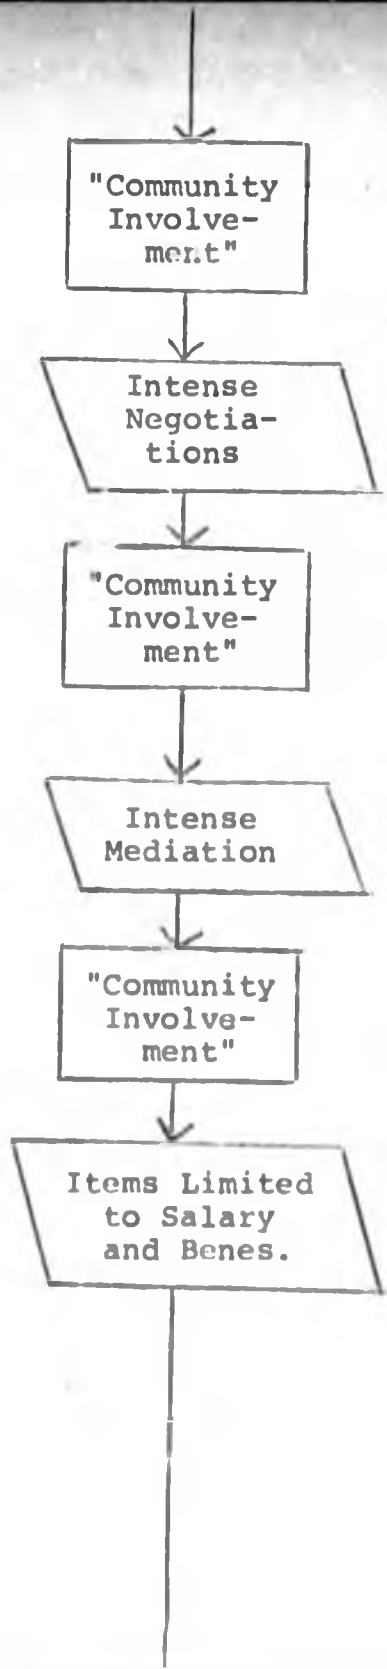 "Community
Involve-
ment"
Intense
Negotia-
tions
"Community
Involve-
ment"
Intense
Mediation
"Community
Involve-
ment"
Items Limited
to Salary
and Benes.